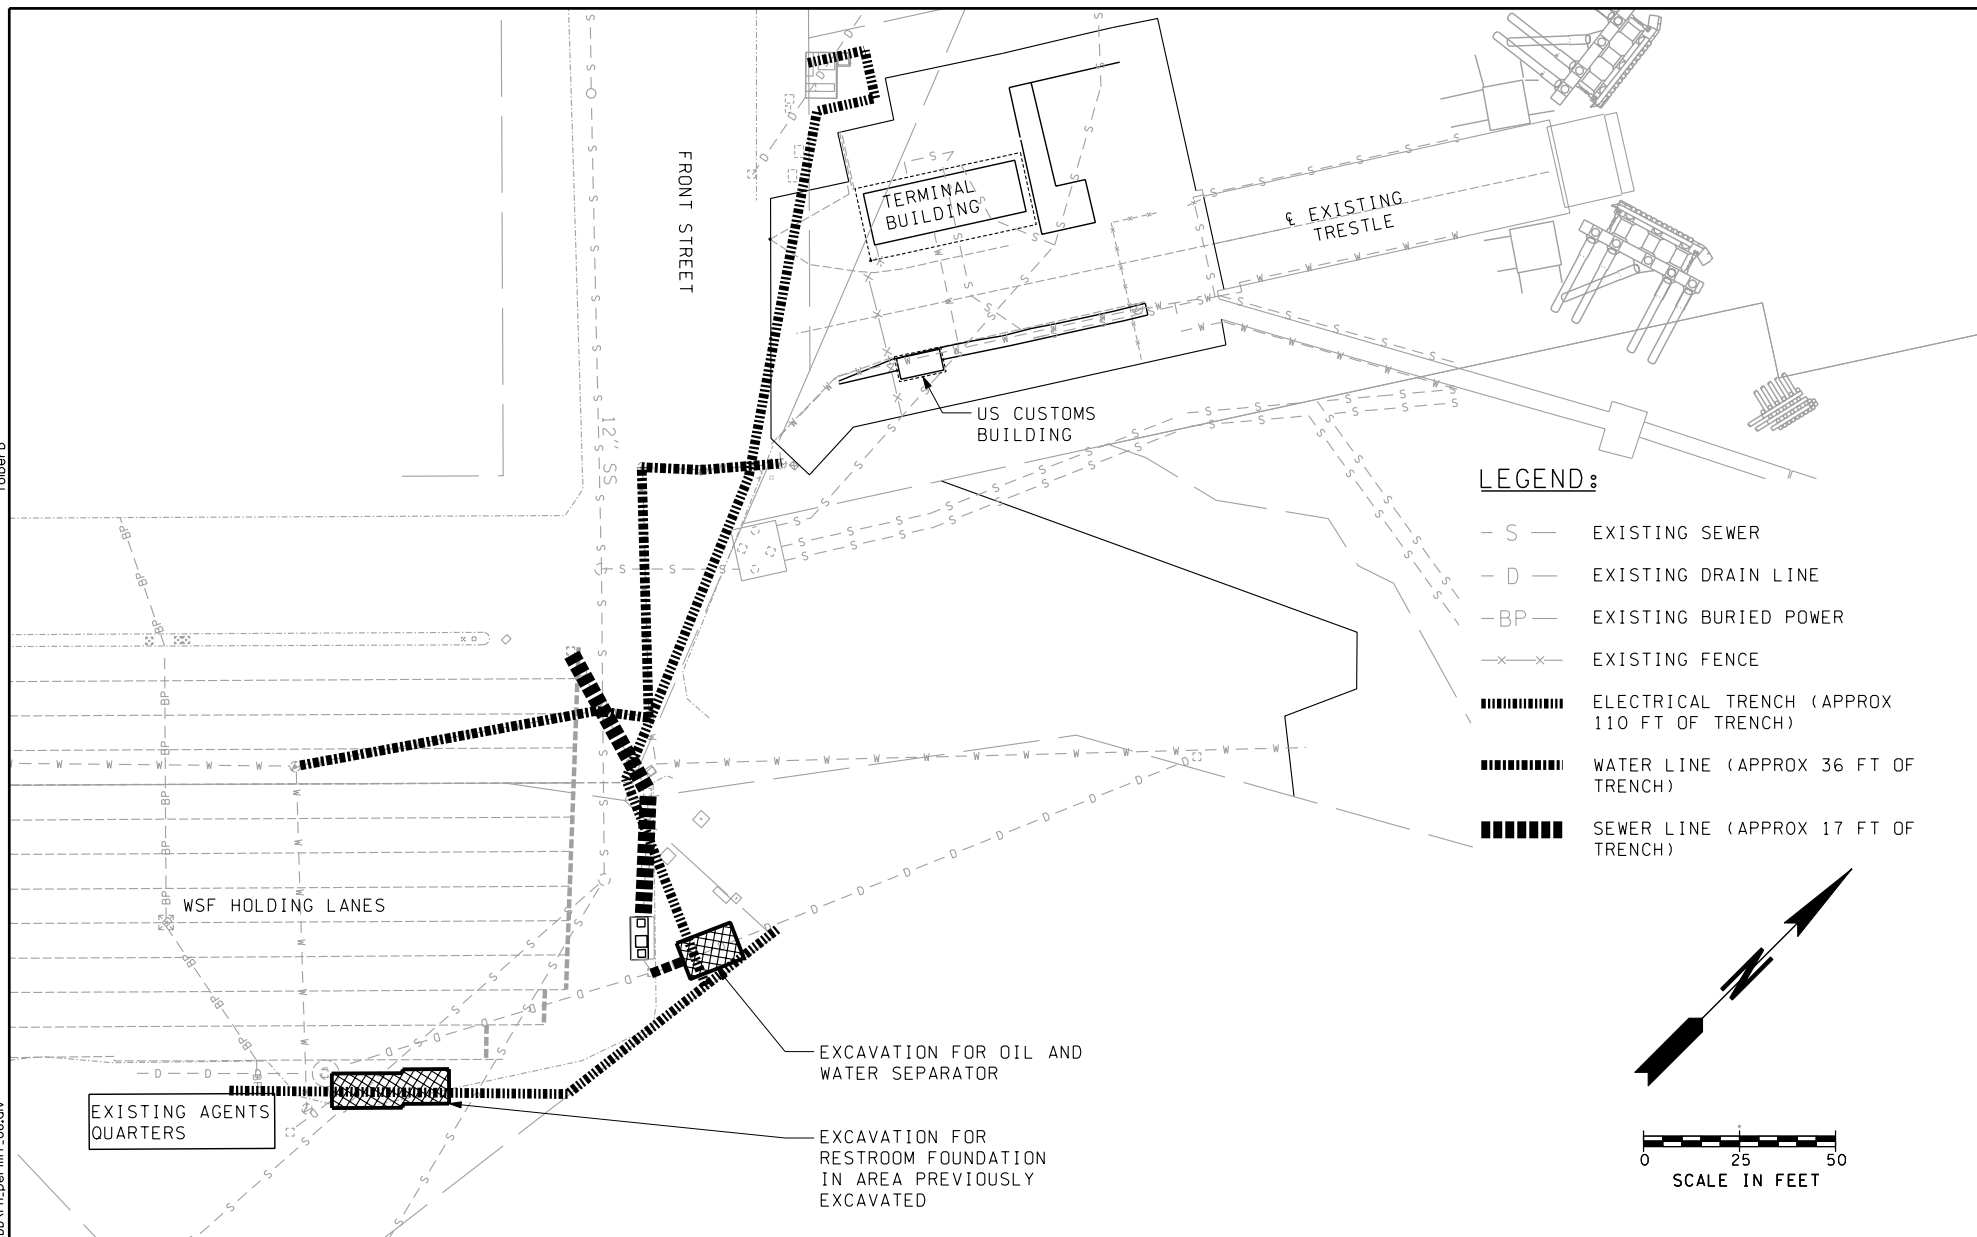 FRONT STREET
TERMINAL
BUILDING
℄ EXISTING
TRESTLE
12" SS
US CUSTOMS
BUILDING
LEGEND:
S EXISTING SEWER
D EXISTING DRAIN LINE
BP EXISTING BURIED POWER
EXISTING FENCE
ELECTRICAL TRENCH (APPROX
110 FT OF TRENCH)
WATER LINE (APPROX 36 FT OF
TRENCH)
SEWER LINE (APPROX 17 FT OF
TRENCH)
WSF HOLDING LANES
EXCAVATION FOR OIL AND
WATER SEPARATOR
EXISTING AGENTS
QUARTERS
EXCAVATION FOR
RESTROOM FOUNDATION
IN AREA PREVIOUSLY
EXCAVATED
N
0 25 50
SCALE IN FEET